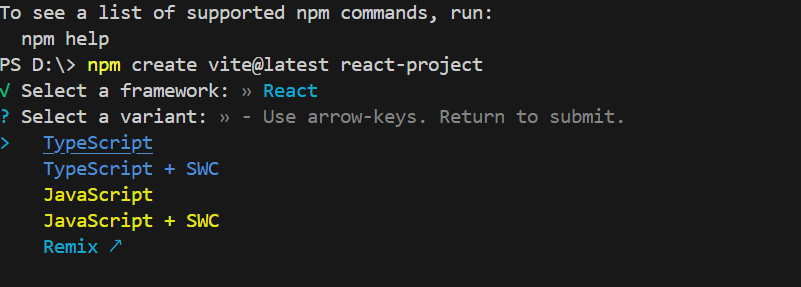 To see a list of supported npm commands, run:
  npm help
PS D:\> npm create vite@latest react-project
√ Select a framework: » React
? Select a variant: » - Use arrow-keys. Return to submit.
>   TypeScript
    TypeScript + SWC
    JavaScript
    JavaScript + SWC
    Remix ↗